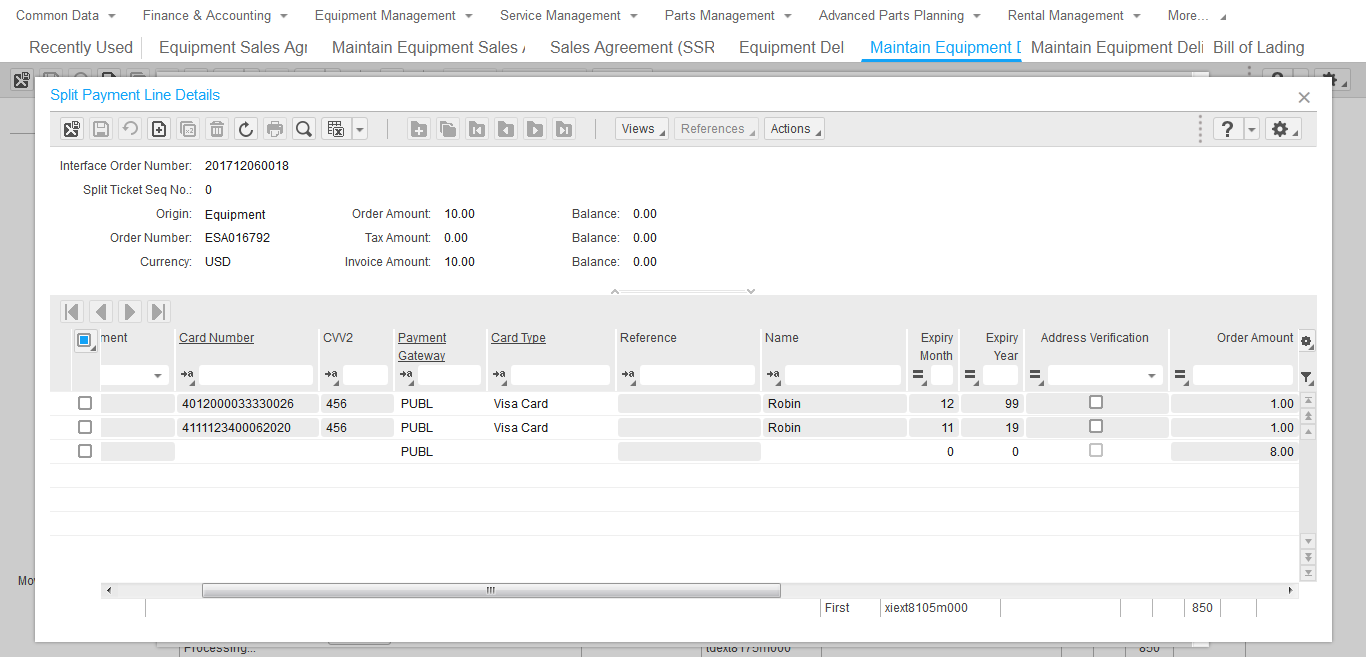 Common Data Finance & Accounting Equipment Management Service Management Parts Management Advanced Parts Planning Rental Management More...
Recently Used Equipment Sales Agr Maintain Equipment Sales Sales Agreement (SSR Equipment Del Maintain Equipment D Maintain Equipment Deli Bill of Lading
Split Payment Line Details
Views References Actions
Interface Order Number: 201712060018
Split Ticket Seq No.: 0
Origin: Equipment Order Amount: 10.00 Balance: 0.00
Order Number: ESA016792 Tax Amount: 0.00 Balance: 0.00
Currency: USD Invoice Amount: 10.00 Balance: 0.00
ment Card Number CVV2 Payment Gateway Card Type Reference Name Expiry Month Expiry Year Address Verification Order Amount
4012000033330026 456 PUBL Visa Card Robin 12 99 1.00
4111123400062020 456 PUBL Visa Card Robin 11 19 1.00
PUBL 0 0 8.00
Mo
First xiext8105m000 850
Processing... tdext8175m000 850